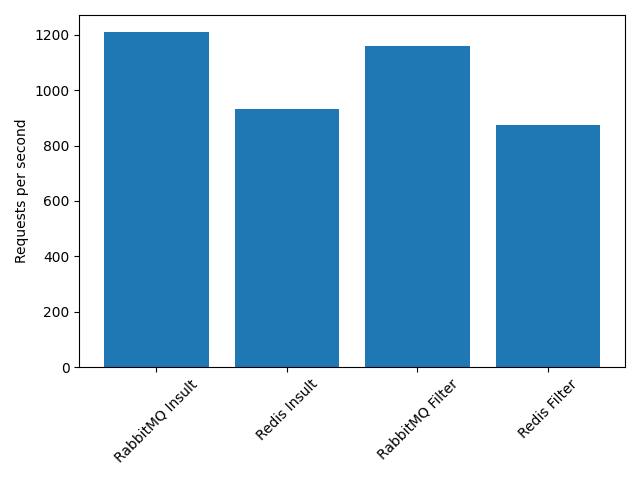 1200
1000
800
600
400
200
0
Requests per second
RabbitMQ Insult
Redis Insult
RabbitMQ Filter
Redis Filter